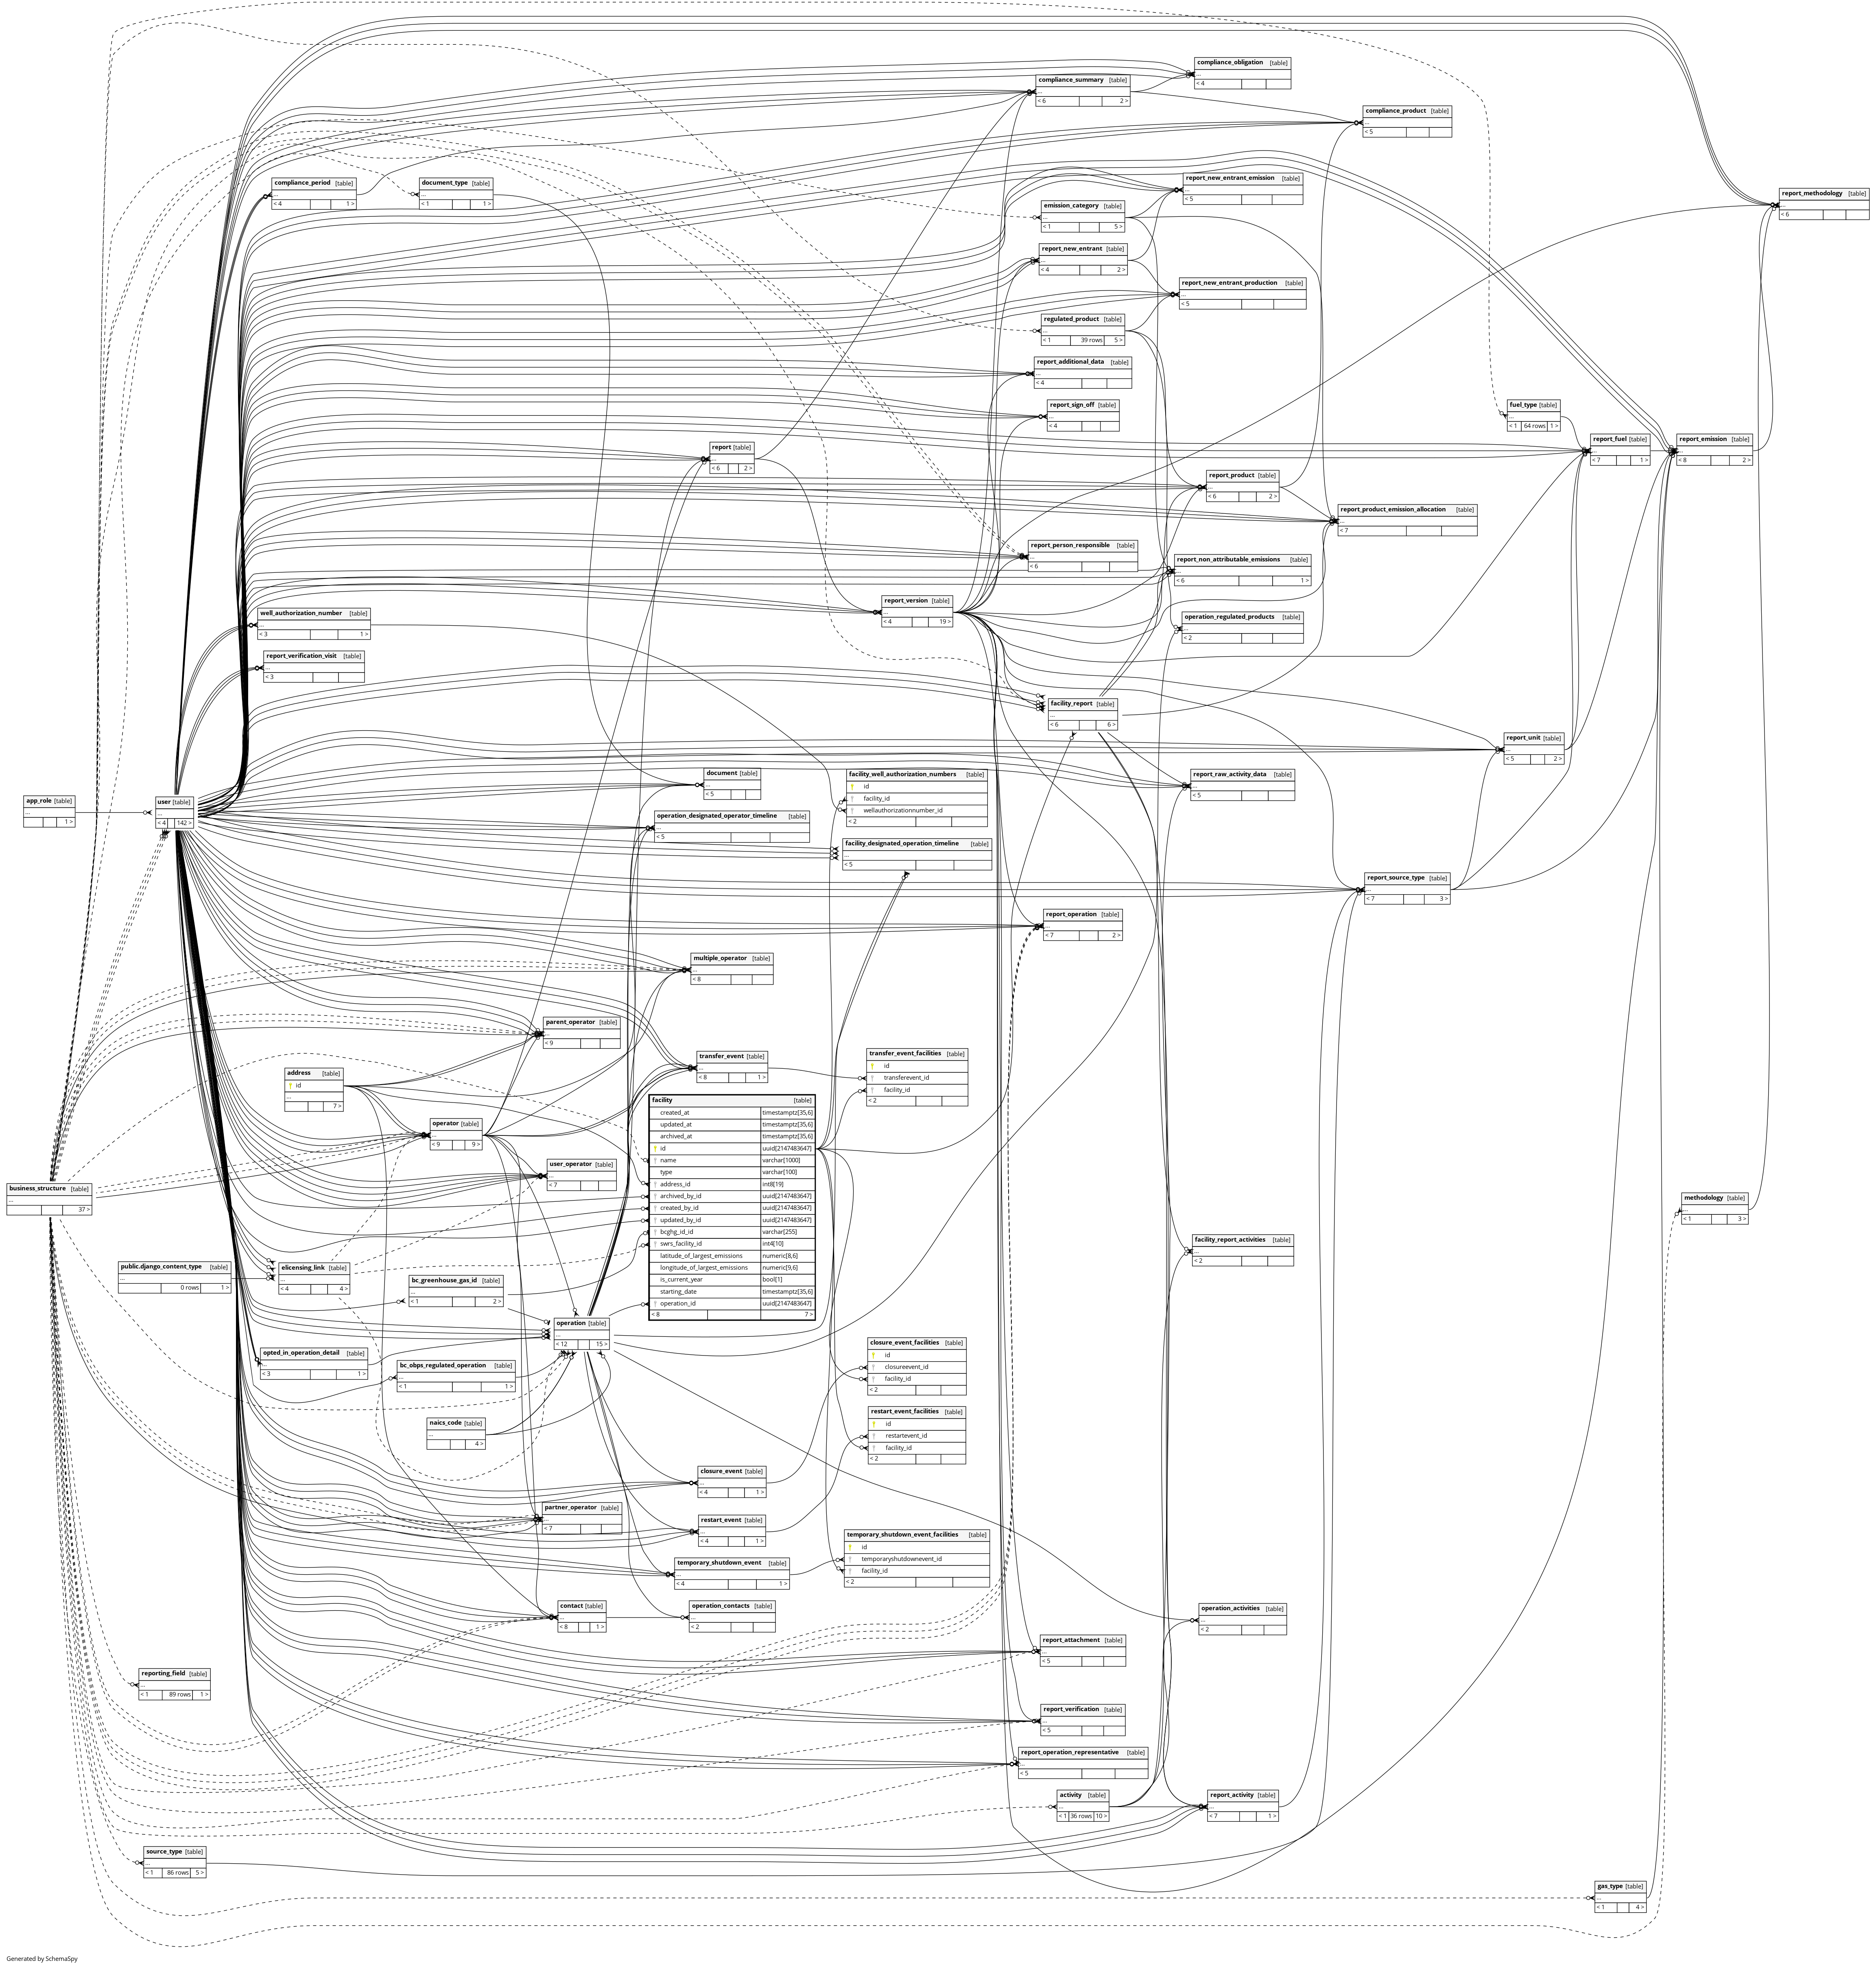 compliance_obligation [table]
...
< 4
compliance_summary [table]
...
< 6 2 >
compliance_product [table]
...
< 5
compliance_period [table]
...
< 4 1 >
document_type [table]
...
< 1 1 >
report_new_entrant_emission [table]
...
< 5
report_methodology [table]
...
< 6
emission_category [table]
...
< 1 5 >
report_new_entrant [table]
...
< 4 2 >
report_new_entrant_production [table]
...
< 5
regulated_product [table]
...
< 1 39 rows 5 >
report_additional_data [table]
...
< 4
report_sign_off [table]
...
< 4
fuel_type [table]
...
< 1 64 rows 1 >
report [table]
...
< 6 2 >
report_fuel [table]
...
< 7 1 >
report_emission [table]
...
< 8 2 >
report_product [table]
...
< 6 2 >
report_product_emission_allocation [table]
...
< 7
report_person_responsible [table]
...
< 6
report_non_attributable_emissions [table]
...
< 6 1 >
report_version [table]
...
< 4 19 >
well_authorization_number [table]
...
< 3 1 >
operation_regulated_products [table]
...
< 2
report_verification_visit [table]
...
< 3
facility_report [table]
...
< 6 6 >
report_unit [table]
...
< 5 2 >
document [table]
...
< 5
facility_well_authorization_numbers [table]
id
facility_id
wellauthorizationnumber_id
< 2
report_raw_activity_data [table]
...
< 5
app_role [table]
...
1 >
user [table]
...
< 4 142 >
operation_designated_operator_timeline [table]
...
< 5
facility_designated_operation_timeline [table]
...
< 5
report_source_type [table]
...
< 7 3 >
report_operation [table]
...
< 7 2 >
multiple_operator [table]
...
< 8
parent_operator [table]
...
< 9
transfer_event [table]
...
< 8 1 >
transfer_event_facilities [table]
id
transferevent_id
facility_id
< 2
address [table]
id
...
7 >
facility [table]
created_at timestamptz[35,6]
updated_at timestamptz[35,6]
archived_at timestamptz[35,6]
id uuid[2147483647]
name varchar[1000]
type varchar[100]
address_id int8[19]
archived_by_id uuid[2147483647]
created_by_id uuid[2147483647]
updated_by_id uuid[2147483647]
bcghg_id_id varchar[255]
swrs_facility_id int4[10]
latitude_of_largest_emissions numeric[8,6]
longitude_of_largest_emissions numeric[9,6]
is_current_year bool[1]
starting_date timestamptz[35,6]
operation_id uuid[2147483647]
< 8 7 >
operator [table]
...
< 9 9 >
user_operator [table]
...
< 7
business_structure [table]
...
37 >
methodology [table]
...
< 1 3 >
facility_report_activities [table]
...
< 2
public.django_content_type [table]
...
0 rows 1 >
elicensing_link [table]
...
< 4 4 >
bc_greenhouse_gas_id [table]
...
< 1 2 >
operation [table]
...
< 12 15 >
closure_event_facilities [table]
id
closureevent_id
facility_id
< 2
opted_in_operation_detail [table]
...
< 3 1 >
bc_obps_regulated_operation [table]
...
< 1 1 >
restart_event_facilities [table]
id
restartevent_id
facility_id
< 2
naics_code [table]
...
4 >
closure_event [table]
...
< 4 1 >
partner_operator [table]
...
< 7
restart_event [table]
...
< 4 1 >
temporary_shutdown_event_facilities [table]
id
temporaryshutdownevent_id
facility_id
< 2
temporary_shutdown_event [table]
...
< 4 1 >
contact [table]
...
< 8 1 >
operation_contacts [table]
...
< 2
operation_activities [table]
...
< 2
report_attachment [table]
...
< 5
reporting_field [table]
...
< 1 89 rows 1 >
report_verification [table]
...
< 5
report_operation_representative [table]
...
< 5
activity [table]
...
< 1 36 rows 10 >
report_activity [table]
...
< 7 1 >
source_type [table]
...
< 1 86 rows 5 >
gas_type [table]
...
< 1 4 >
Generated by SchemaSpy